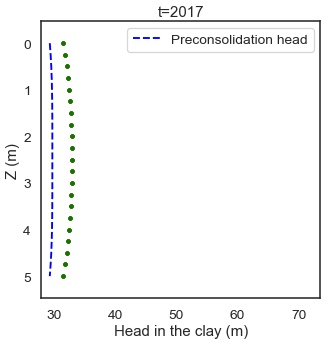 t=2017
Preconsolidation head
0
1
2
3
4
5
Z (m)
30 40 50 60 70
Head in the clay (m)